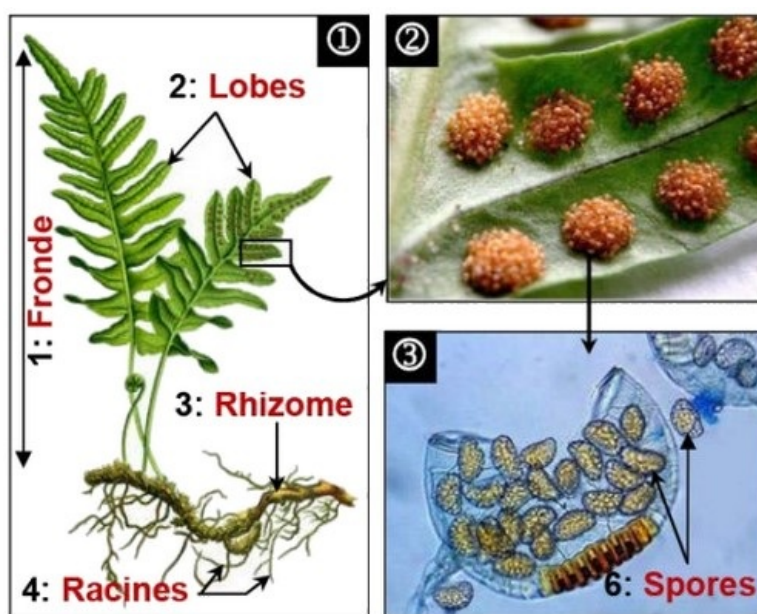 ①
2: Lobes
1: Fronde
3: Rhizome
4: Racines
②
③
6: Spores